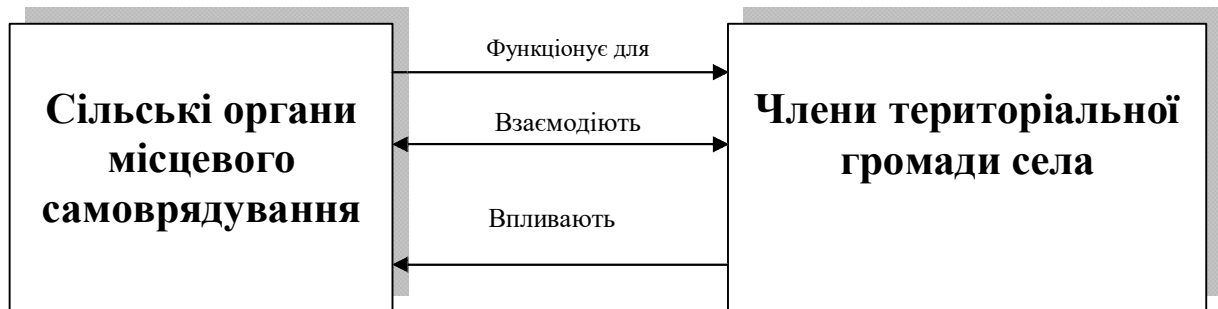 Сільські органи
місцевого
самоврядування
Функціонує для
Взаємодіють
Впливають
Члени територіальної
громади села